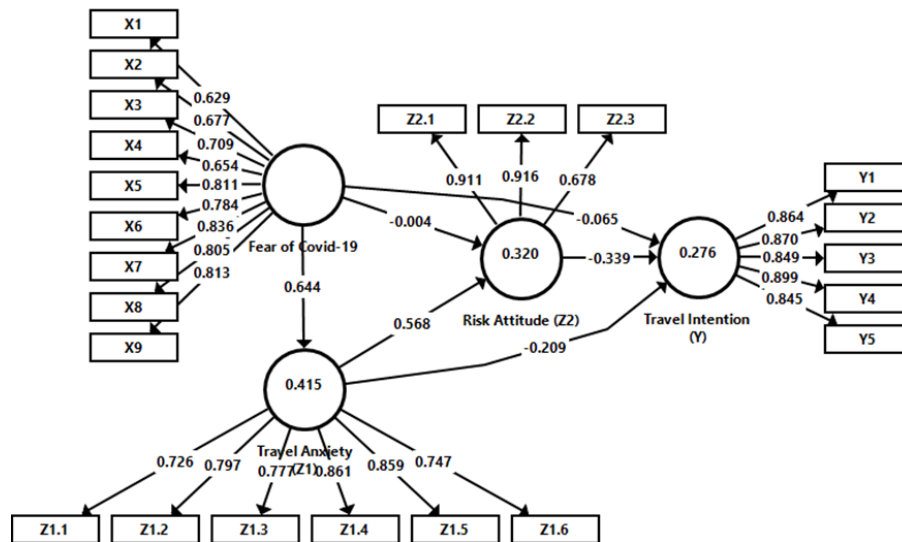 X1
X2
X3
X4
X5
X6
X7
X8
X9
0.629
0.677
0.709
0.654
0.811
0.784
0.836
0.805
0.813
Fear of Covid-19
Z2.1
Z2.2
Z2.3
0.911
0.916
0.678
-0.004
-0.065
0.320
-0.339
0.276
Risk Attitude (Z2)
Travel Intention
(Y)
0.864
0.870
0.849
0.899
0.845
Y1
Y2
Y3
Y4
Y5
0.644
0.568
-0.209
0.415
Travel Anxiety
(Z1)
0.726
0.797
0.777
0.861
0.859
0.747
Z1.1
Z1.2
Z1.3
Z1.4
Z1.5
Z1.6